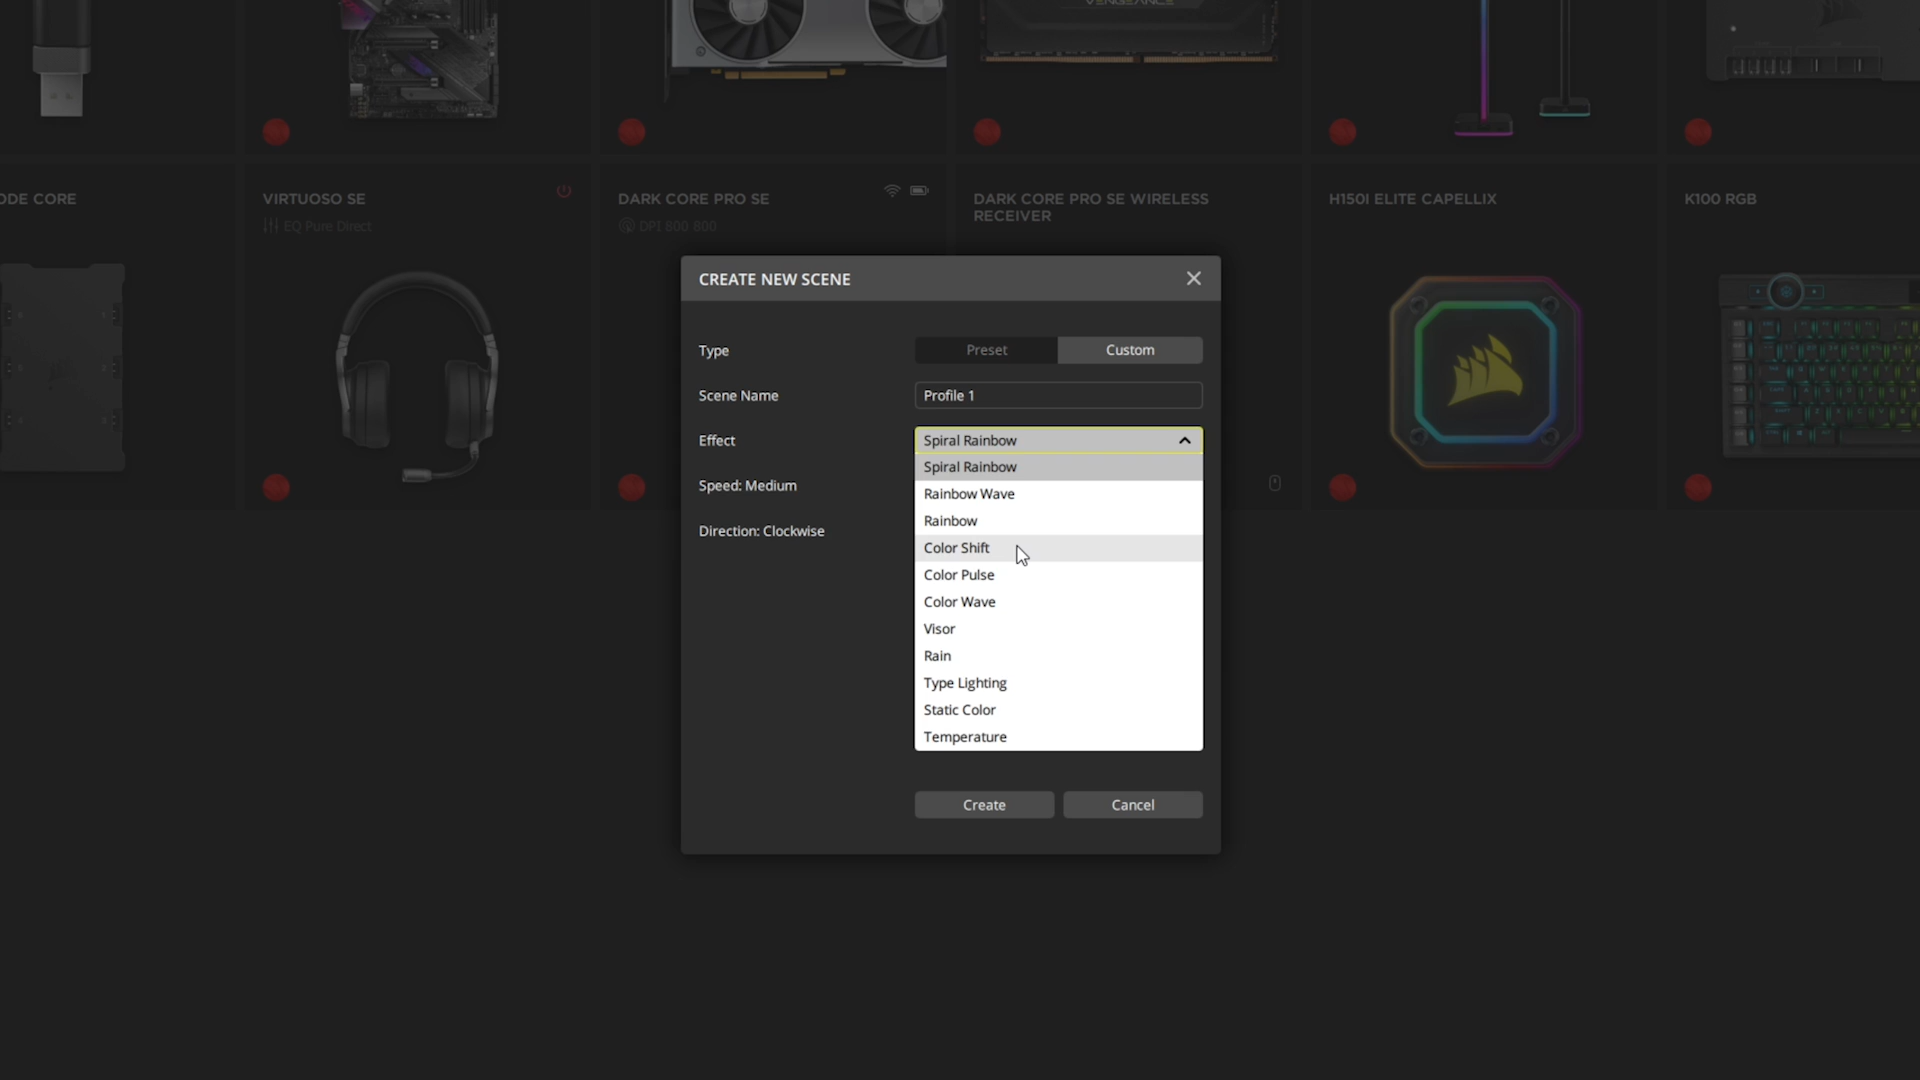 VENGEANCE
ODE CORE
VIRTUOSO SE
EQ Pure Direct
DARK CORE PRO SE
DPI 800 800
DARK CORE PRO SE WIRELESS
RECEIVER
H150I ELITE CAPELLIX
K100 RGB
CREATE NEW SCENE
Type
Preset
Custom
Scene Name
Profile 1
Effect
Spiral Rainbow
Spiral Rainbow
Speed: Medium
Rainbow Wave
Rainbow
Direction: Clockwise
Color Shift
Color Pulse
Color Wave
Visor
Rain
Type Lighting
Static Color
Temperature
Create
Cancel